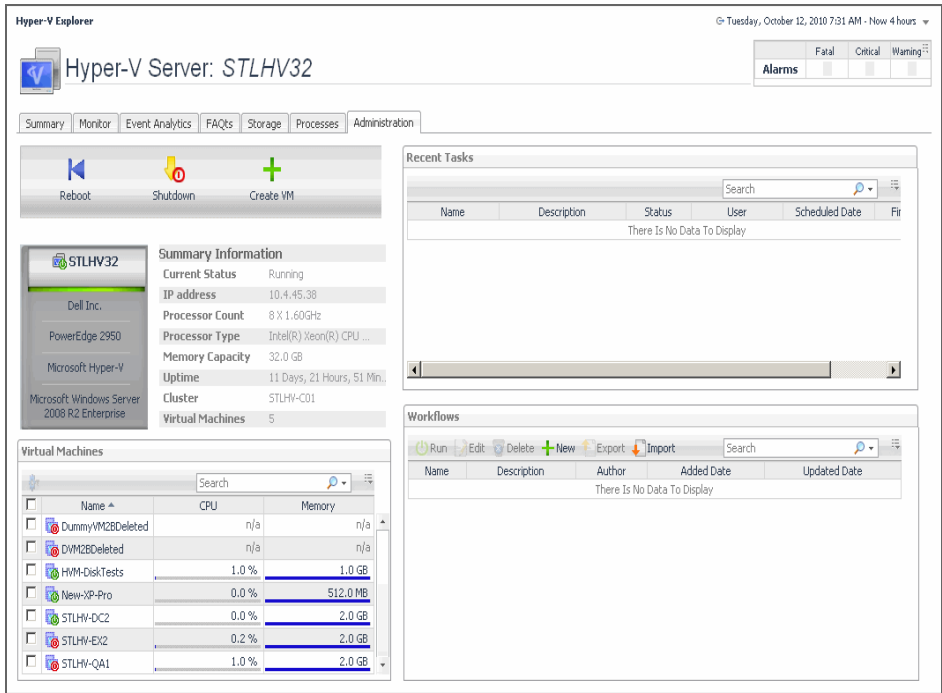 Hyper-V Explorer
Tuesday, October 12, 2010 7:31 AM - Now 4 hours
Hyper-V Server: STLHV32
Fatal Critical Warning
Alarms
Summary Monitor Event Analytics FAQts Storage Processes Administration
Reboot Shutdown Create VM
Recent Tasks
Search
Name Description Status User Scheduled Date Fir
There Is No Data To Display
STLHV32
Dell Inc.
PowerEdge 2950
Microsoft Hyper-V
Microsoft Windows Server
2008 R2 Enterprise
Summary Information
Current Status Running
IP address 10.4.45.38
Processor Count 8 X 1.60GHz
Processor Type Intel(R) Xeon(R) CPU ...
Memory Capacity 32.0 GB
Uptime 11 Days, 21 Hours, 51 Min..
Cluster STLHV-C01
Virtual Machines 5
Workflows
Run Edit Delete New Export Import Search
Name Description Author Added Date Updated Date
There Is No Data To Display
Virtual Machines
Search
Name CPU Memory
DummyVM2BDeleted n/a n/a
DVM2BDeleted n/a n/a
HVM-DiskTests 1.0 % 1.0 GB
New-XP-Pro 0.0 % 512.0 MB
STLHV-DC2 0.0 % 2.0 GB
STLHV-EX2 0.2 % 2.0 GB
STLHV-QA1 1.0 % 2.0 GB